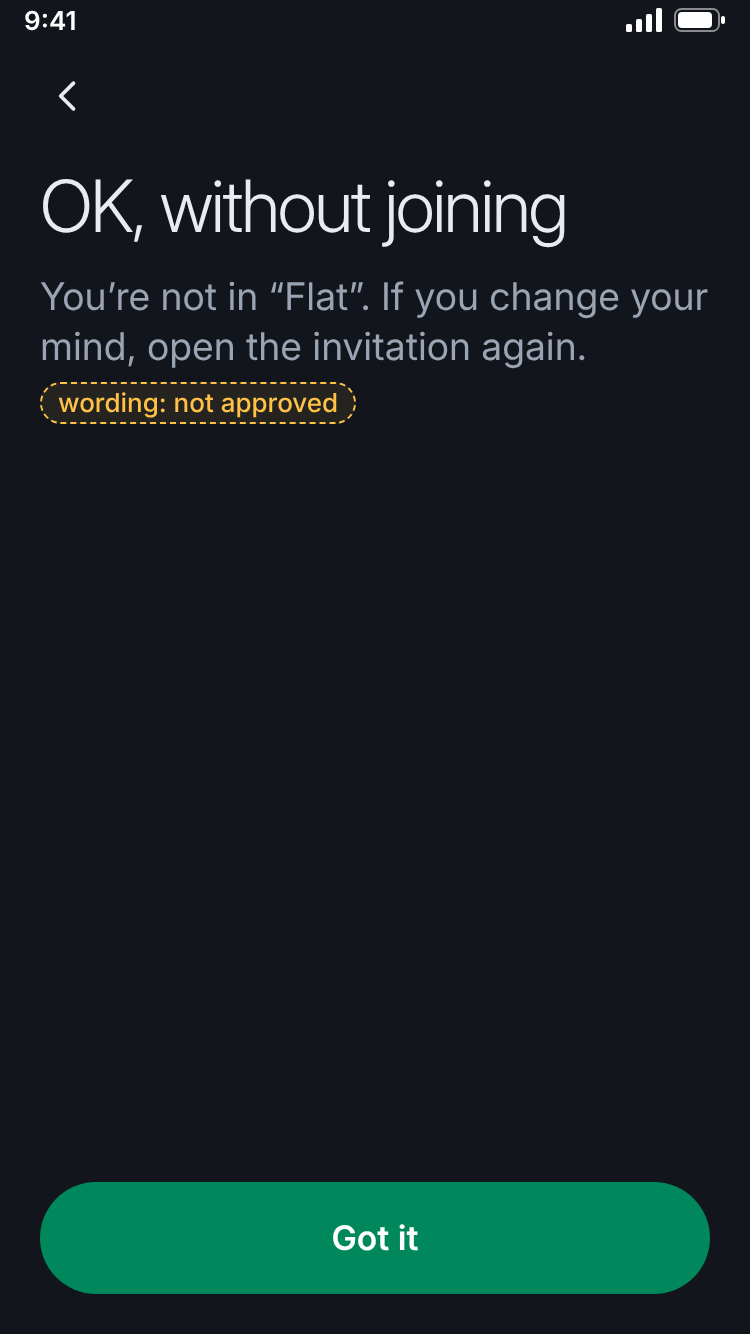 9:41
OK, without joining
You’re not in “Flat”. If you change your
mind, open the invitation again.
wording: not approved
Got it